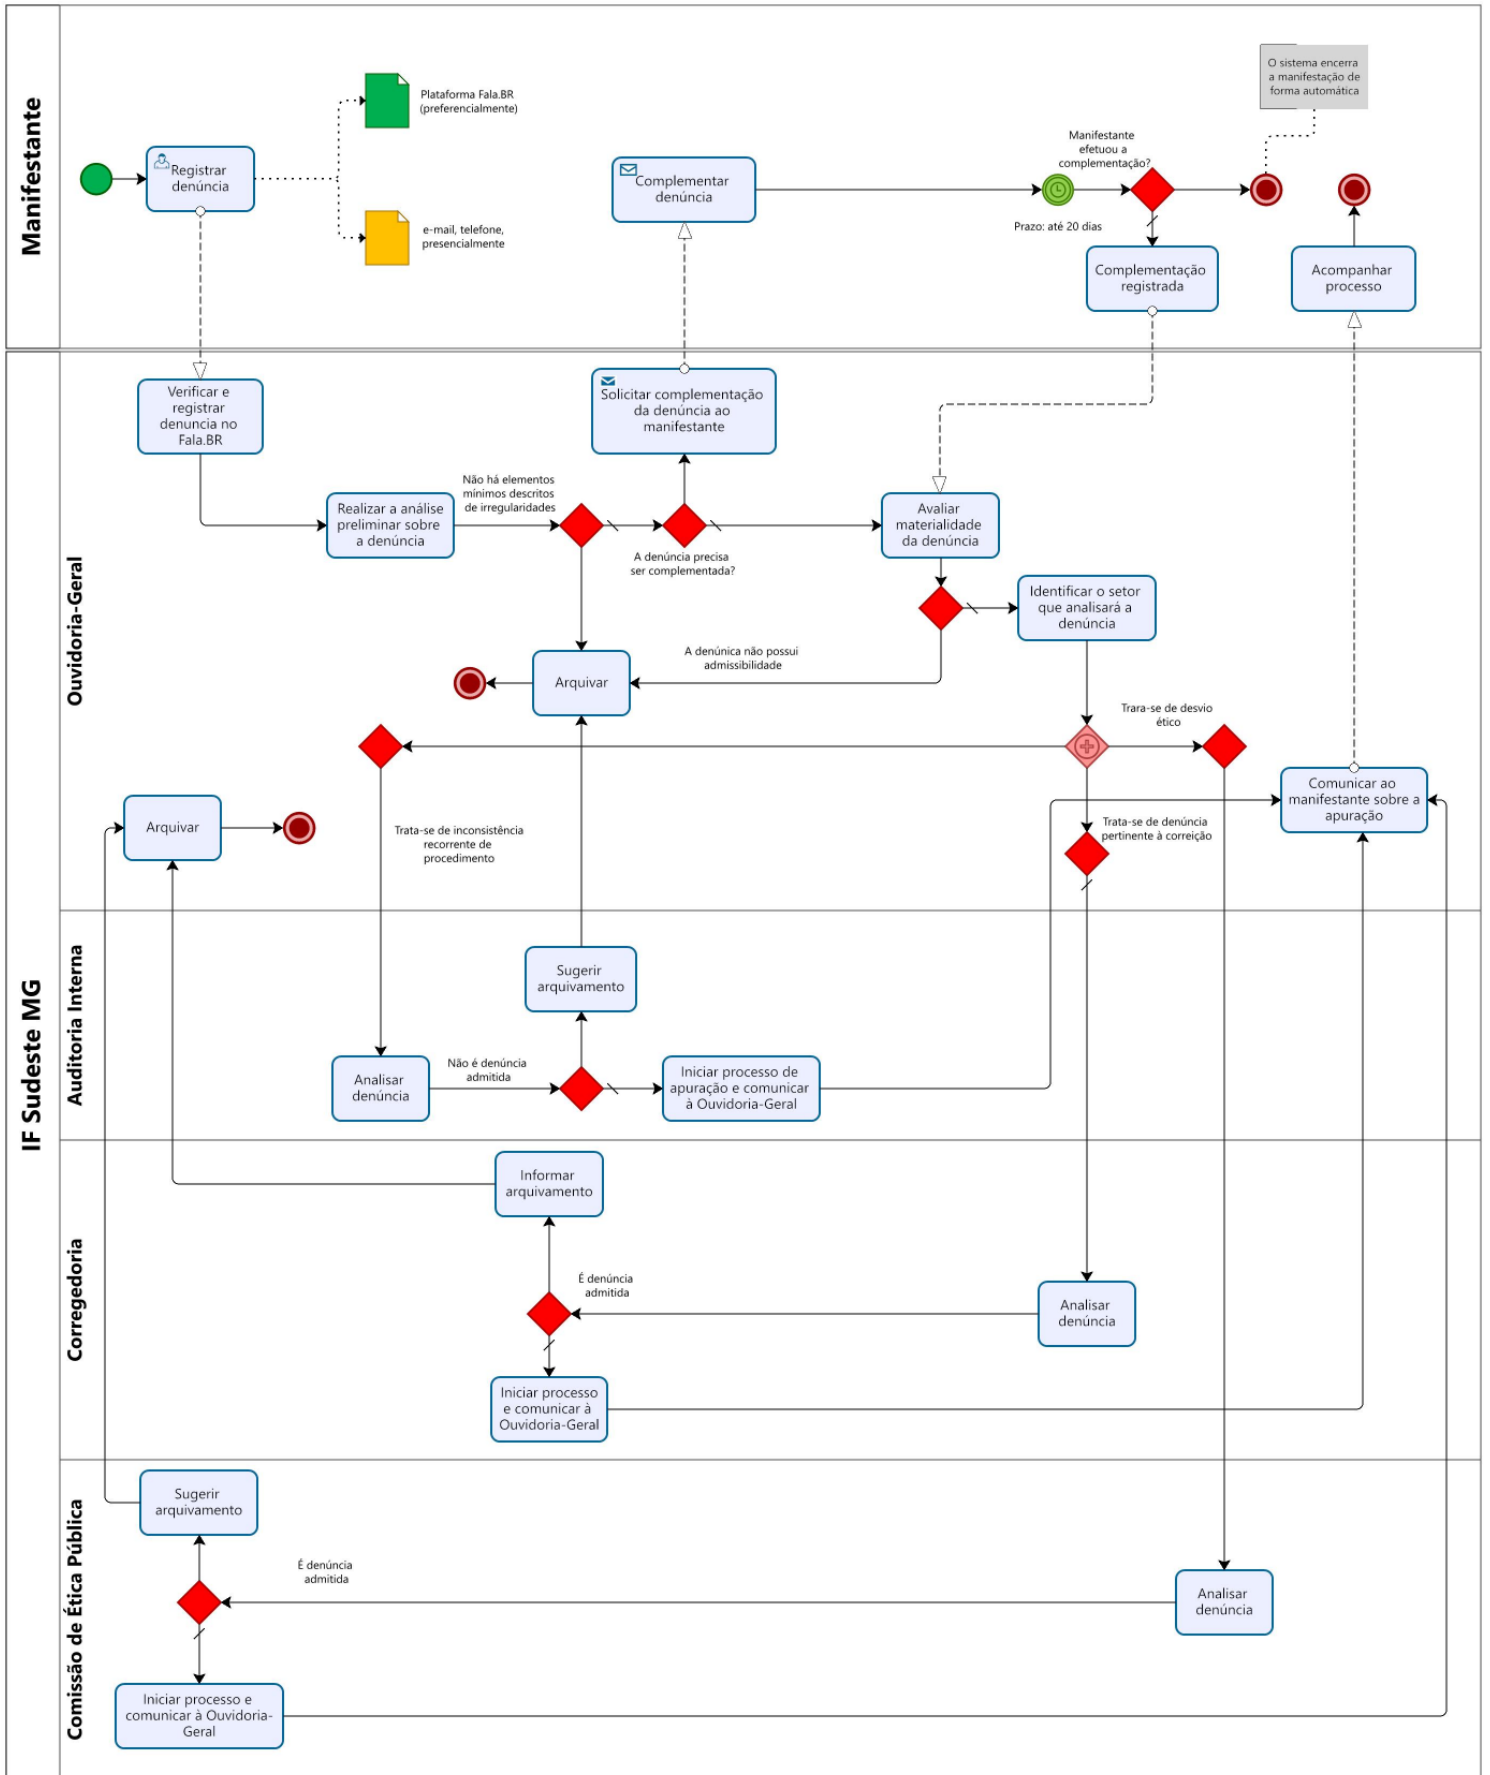 Manifestante
O sistema encerra
a manifestação de
forma automática
Plataforma Fala.BR
(preferencialmente)
Manifestante
efetuou a
complementação?
Registrar
denúncia
Complementar
denúncia
Prazo: até 20 dias
e-mail, telefone,
presencialmente
Complementação
registrada
Acompanhar
processo
IF Sudeste MG
Ouvidoria-Geral
Verificar e
registrar
denuncia no
Fala.BR
Solicitar complementação
da denúncia ao
manifestante
Não há elementos
mínimos descritos
de irregularidades
Realizar a análise
preliminar sobre
a denúncia
A denúncia precisa
ser complementada?
Avaliar
materialidade
da denúncia
Identificar o setor
que analisará a
denúncia
A denúnica não possui
admissibilidade
Arquivar
Trara-se de desvio
ético
Comunicar ao
manifestante sobre a
apuração
Arquivar
Trata-se de inconsistência
recorrente de
procedimento
Trata-se de denúncia
pertinente à correição
Auditoria Interna
Sugerir
arquivamento
Analisar
denúncia
Não é denúncia
admitida
Iniciar processo de
apuração e comunicar
à Ouvidoria-Geral
Corregedoria
Informar
arquivamento
É denúncia
admitida
Analisar
denúncia
Iniciar processo
e comunicar à
Ouvidoria-Geral
Comissão de Ética Pública
Sugerir
arquivamento
É denúncia
admitida
Analisar
denúncia
Iniciar processo e
comunicar à Ouvidoria-
Geral